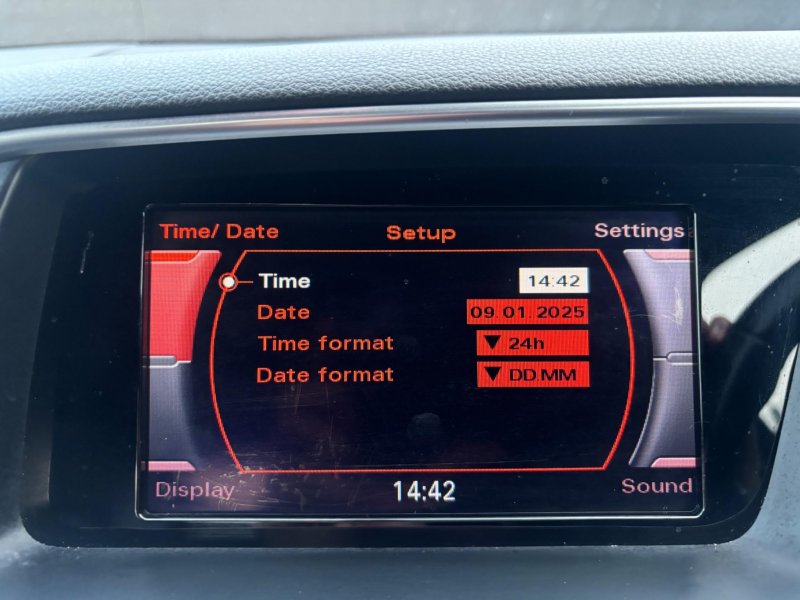 Time/ Date Setup Settings
Time 14:42
Date 09.01.2025
Time format ▼ 24h
Date format ▼ DD.MM
Display 14:42 Sound